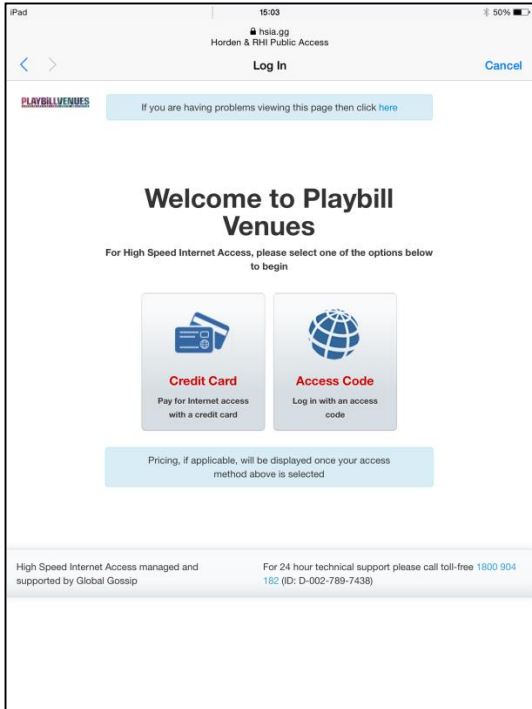 iPad 15:03 50%
hsia.gg
Horden & RHI Public Access
Log In Cancel
PLAYBILLVENUES
If you are having problems viewing this page then click here
Welcome to Playbill
Venues
For High Speed Internet Access, please select one of the options below
to begin
Credit Card
Pay for Internet access
with a credit card
Access Code
Log in with an access
code
Pricing, if applicable, will be displayed once your access
method above is selected
High Speed Internet Access managed and
supported by Global Gossip
For 24 hour technical support please call toll-free 1800 904
182 (ID: D-002-789-7438)